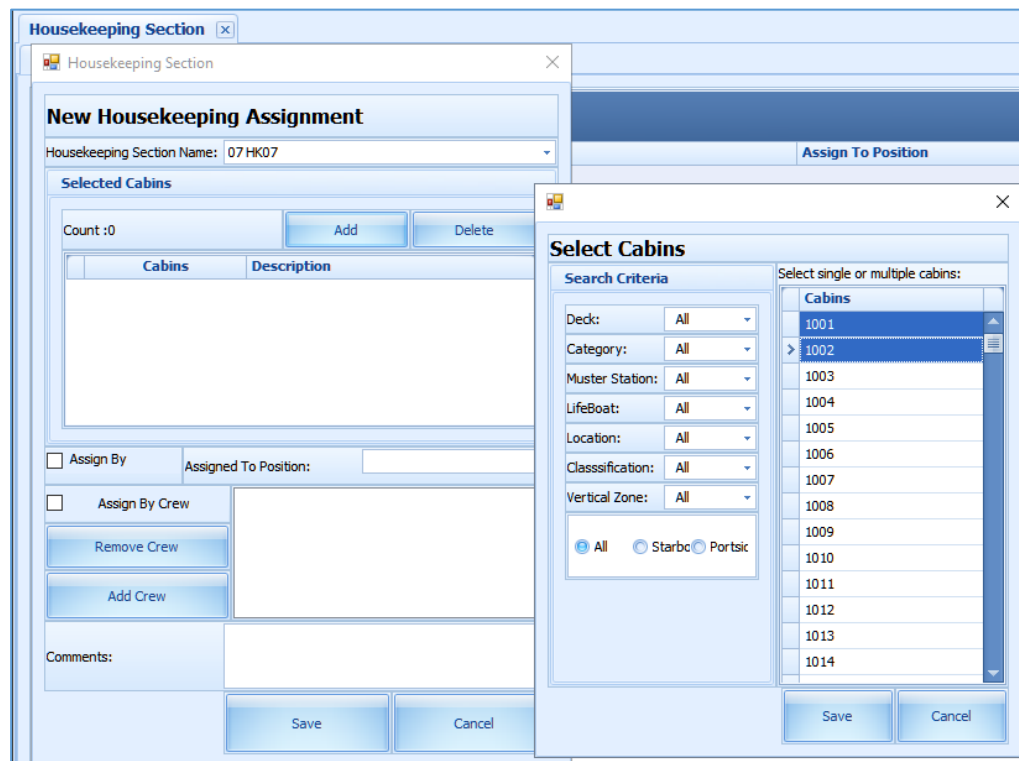 Housekeeping Section
Housekeeping Section
New Housekeeping Assignment
Housekeeping Section Name: 07 HK07
Selected Cabins
Count :0 Add Delete
Cabins Description
Assign By Assigned To Position:
Assign By Crew
Remove Crew
Add Crew
Comments:
Save Cancel
Assign To Position
Select Cabins
Search Criteria
Deck: All
Category: All
Muster Station: All
LifeBoat: All
Location: All
Classsification: All
Vertical Zone: All
All Starbo Portsic
Select single or multiple cabins:
Cabins
1001
1002
1003
1004
1005
1006
1007
1008
1009
1010
1011
1012
1013
1014
Save Cancel